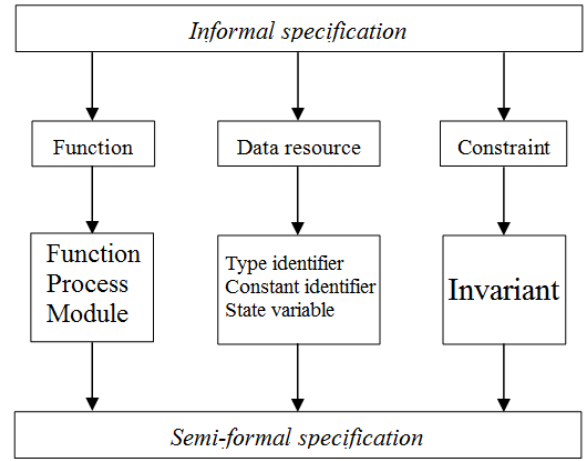 Informal specification
Function
Data resource
Constraint
Function
Process
Module
Type identifier
Constant identifier
State variable
Invariant
Semi-formal specification